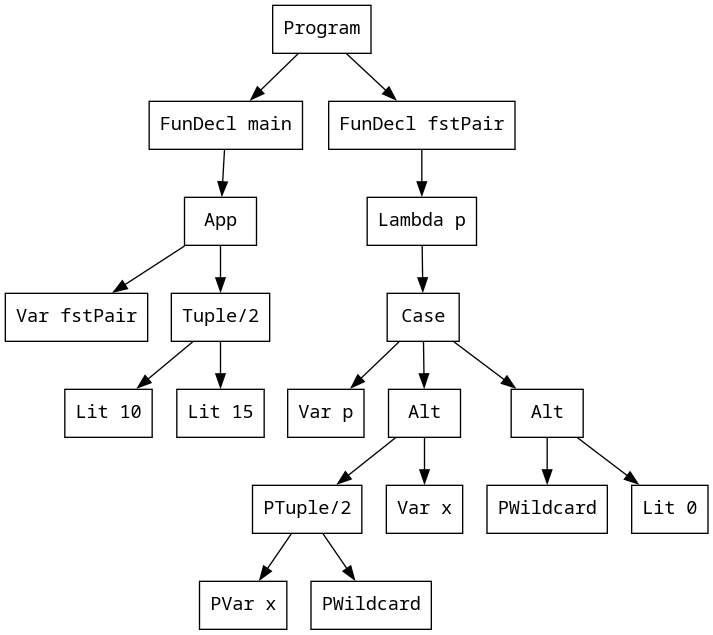 Program
FunDecl main
FunDecl fstPair
App
Lambda p
Var fstPair
Tuple/2
Case
Lit 10
Lit 15
Var p
Alt
Alt
PTuple/2
Var x
PWildcard
Lit 0
PVar x
PWildcard